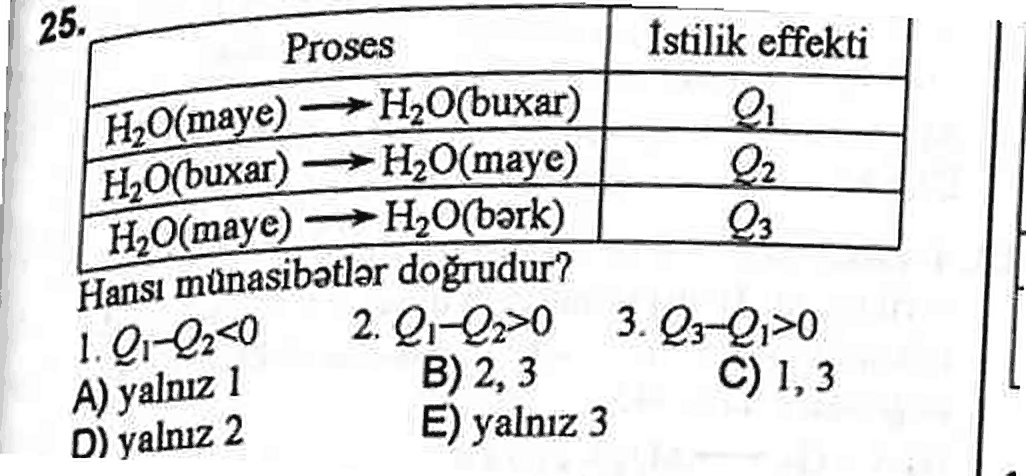 25.
Proses İstilik effekti
H₂O(maye) → H₂O(buxar) Q₁
H₂O(buxar) → H₂O(maye) Q₂
H₂O(maye) → H₂O(bərk) Q₃
Hansı münasibətlər doğrudur?
1. Q₁–Q₂<0 2. Q₁–Q₂>0 3. Q₃–Q₁>0
A) yalnız 1 B) 2, 3 C) 1, 3
D) yalnız 2 E) yalnız 3